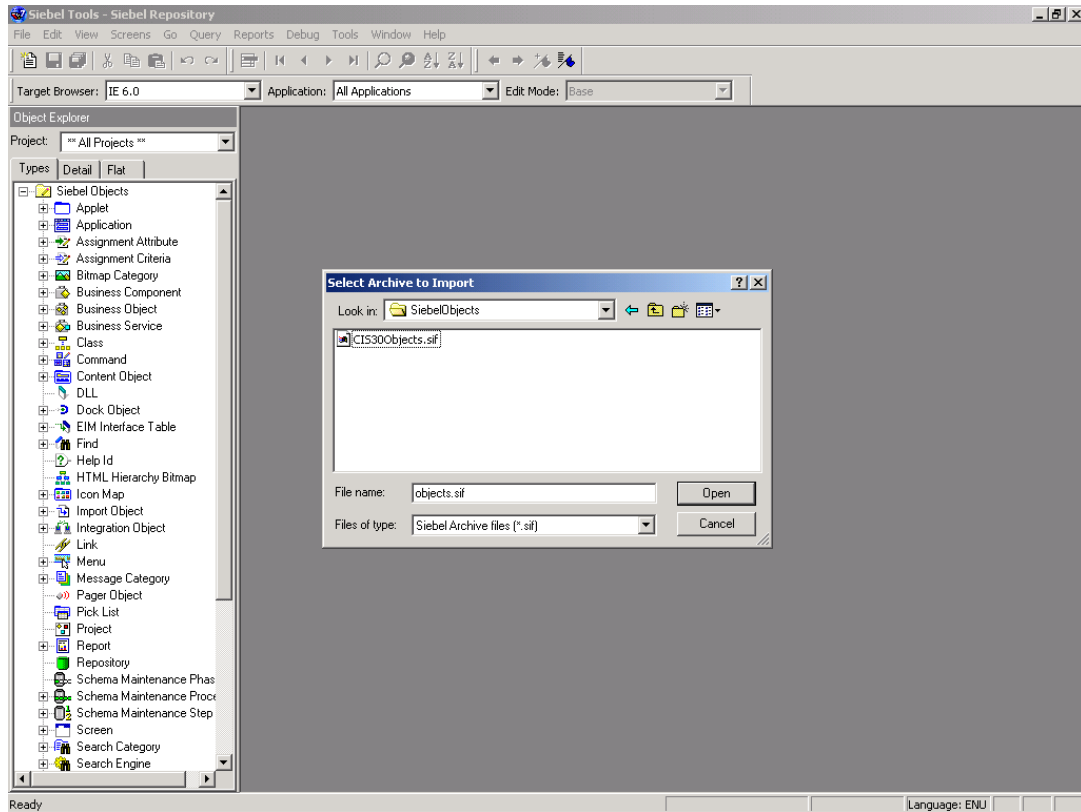 Siebel Tools - Siebel Repository
File Edit View Screens Go Query Reports Debug Tools Window Help
Target Browser: IE 6.0 Application: All Applications Edit Mode: Base
Object Explorer
Project: ** All Projects **
Types Detail Flat
Siebel Objects
Applet
Application
Assignment Attribute
Assignment Criteria
Bitmap Category
Business Component
Business Object
Business Service
Class
Command
Content Object
DLL
Dock Object
EIM Interface Table
Find
Help Id
HTML Hierarchy Bitmap
Icon Map
Import Object
Integration Object
Link
Menu
Message Category
Pager Object
Pick List
Project
Report
Repository
Schema Maintenance Phas
Schema Maintenance Proce
Schema Maintenance Step
Screen
Search Category
Search Engine
Select Archive to Import
Look in: SiebelObjects
CIS30Objects.sif
File name: objects.sif Open
Files of type: Siebel Archive files (*.sif) Cancel
Ready Language: ENU